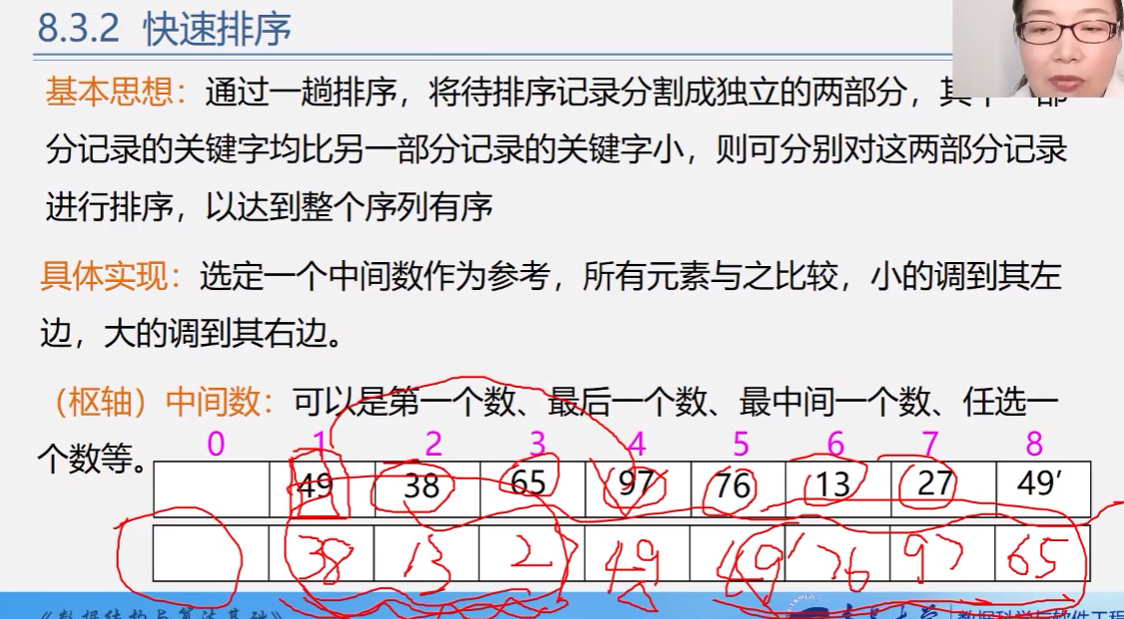 8.3.2 快速排序
基本思想：通过一趟排序，将待排序记录分割成独立的两部分，其中一部
分记录的关键字均比另一部分记录的关键字小，则可分别对这两部分记录
进行排序，以达到整个序列有序
具体实现：选定一个中间数作为参考，所有元素与之比较，小的调到其左
边，大的调到其右边。
（枢轴）中间数：可以是第一个数、最后一个数、最中间一个数、任选一
个数等。
0 1 2 3 4 5 6 7 8
49 38 65 97 76 13 27 49′
38 13 27 49 49′ 76 97 65
《数据结构与算法基础》
数据科学与软件工程